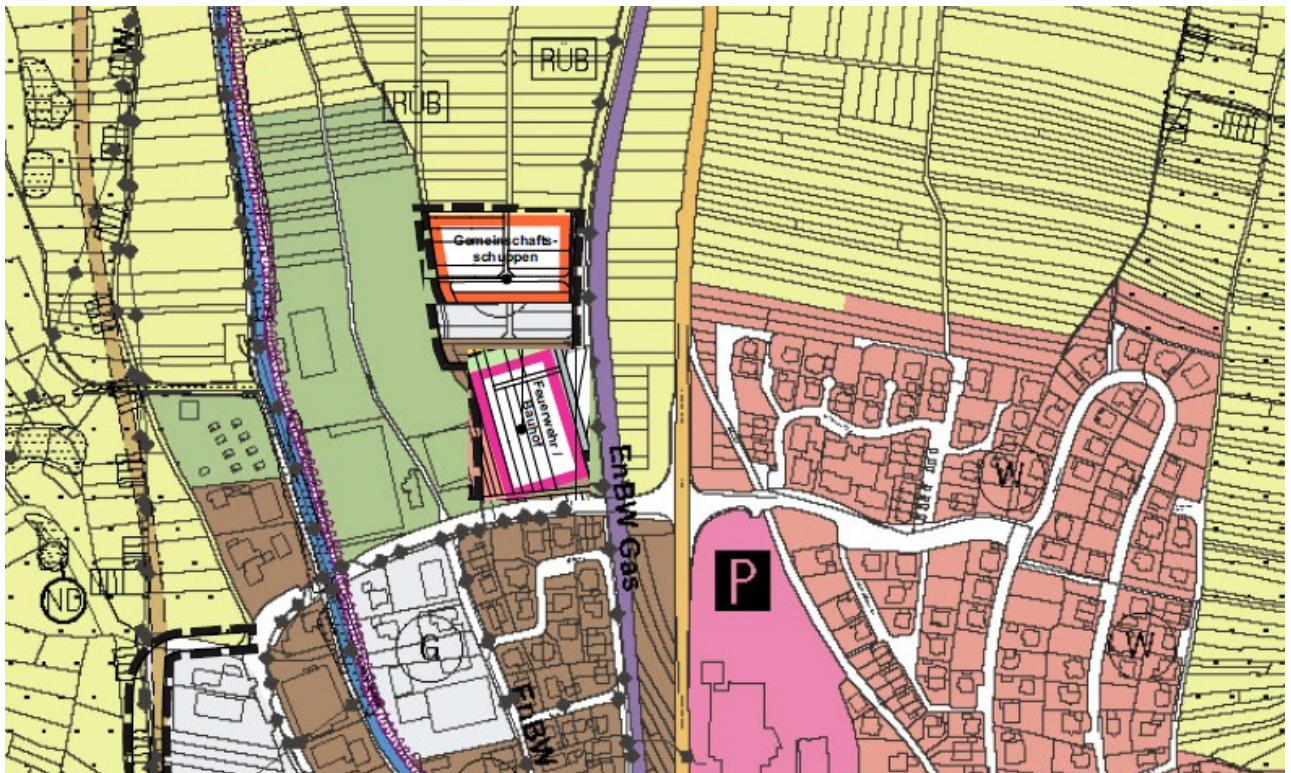 W
RÜB
RÜB
Gemeinschafts-
schuppen
Feuerwehr /
Bauhof
EnBW Gas
W
P
ND
G
W
EnBW